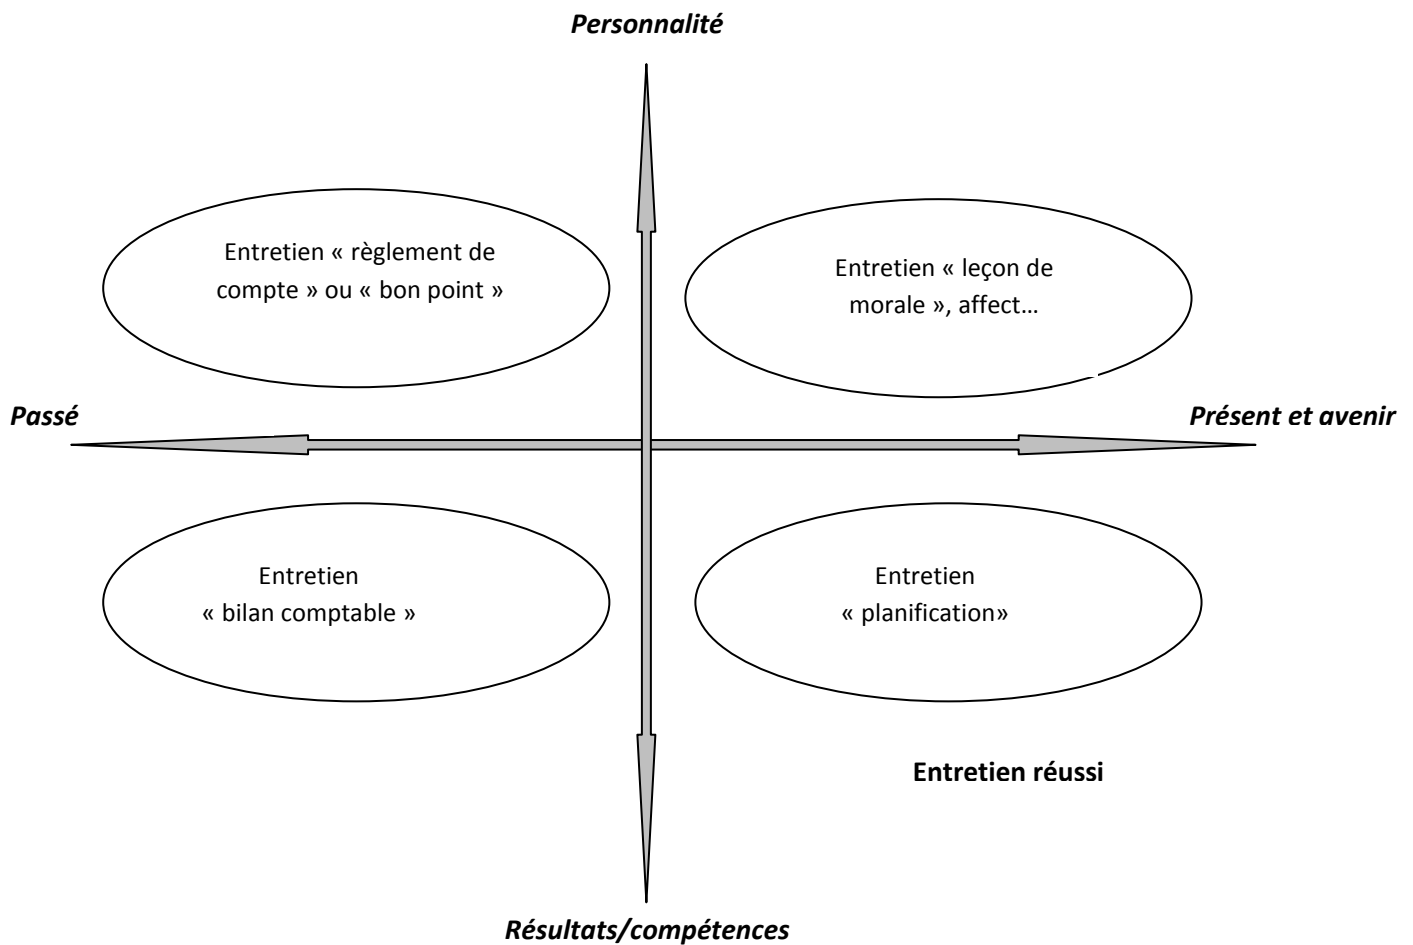 Personnalité
Entretien « règlement de
compte » ou « bon point »
Entretien « leçon de
morale », affect…
Passé
Présent et avenir
Entretien
« bilan comptable »
Entretien
« planification»
Entretien réussi
Résultats/compétences